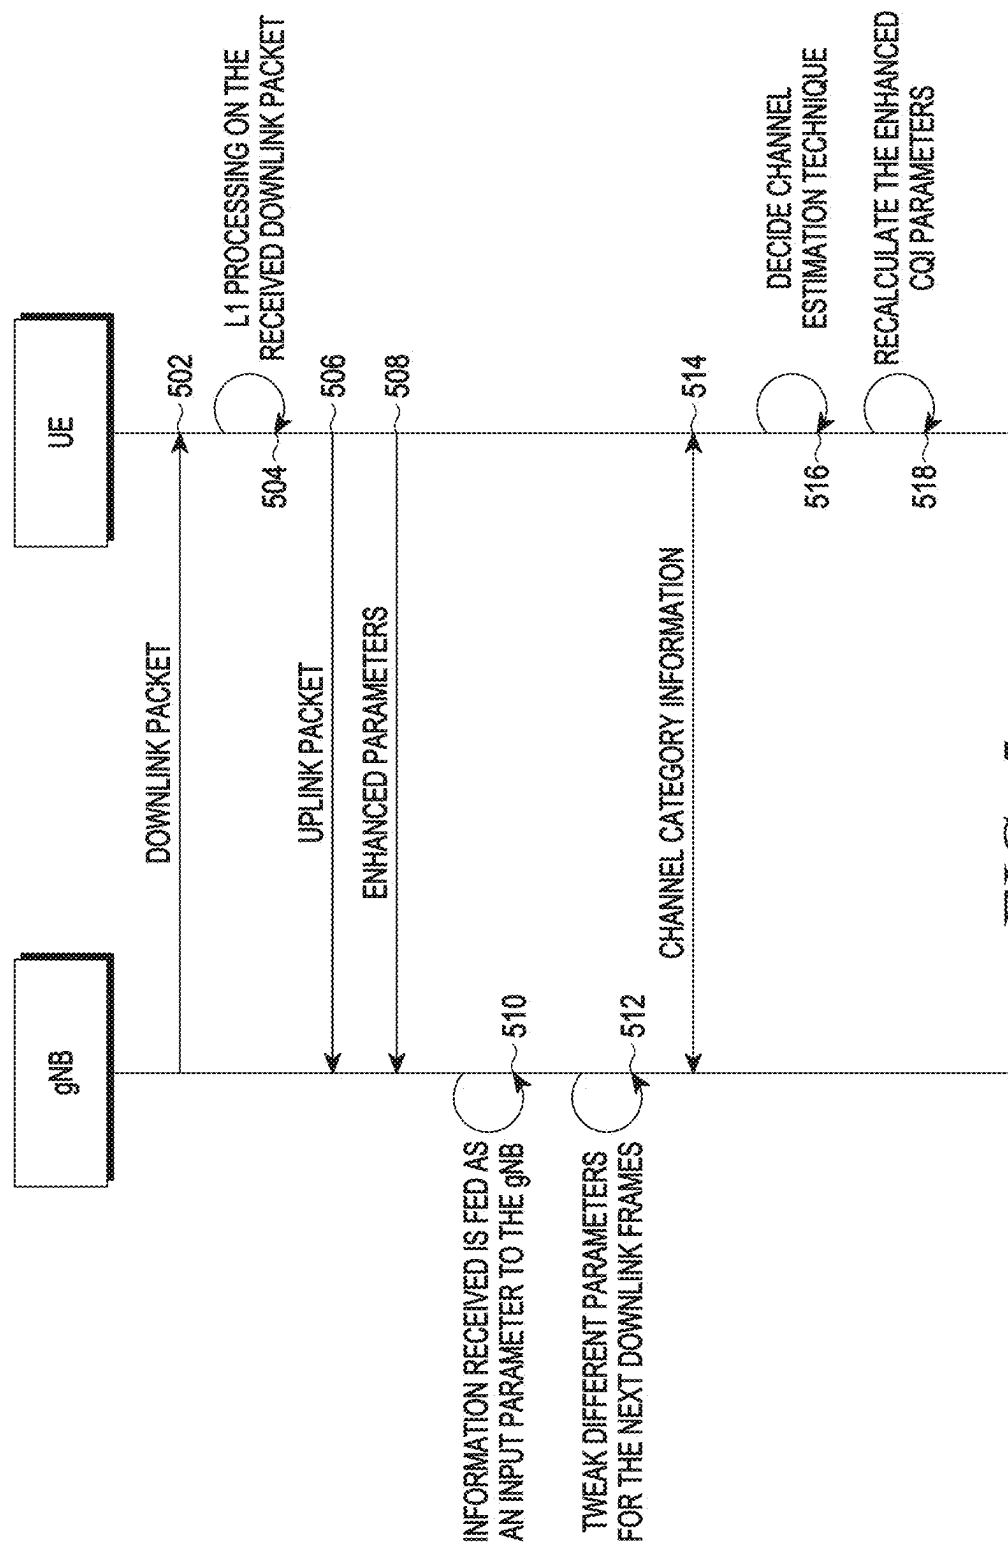 gNB
UE
DOWNLINK PACKET
502
L1 PROCESSING ON THE
RECEIVED DOWNLINK PACKET
504
UPLINK PACKET
506
ENHANCED PARAMETERS
508
INFORMATION RECEIVED IS FED AS
AN INPUT PARAMETER TO THE gNB
510
TWEAK DIFFERENT PARAMETERS
FOR THE NEXT DOWNLINK FRAMES
512
CHANNEL CATEGORY INFORMATION
514
DECIDE CHANNEL
ESTIMATION TECHNIQUE
516
RECALCULATE THE ENHANCED
CQI PARAMETERS
518